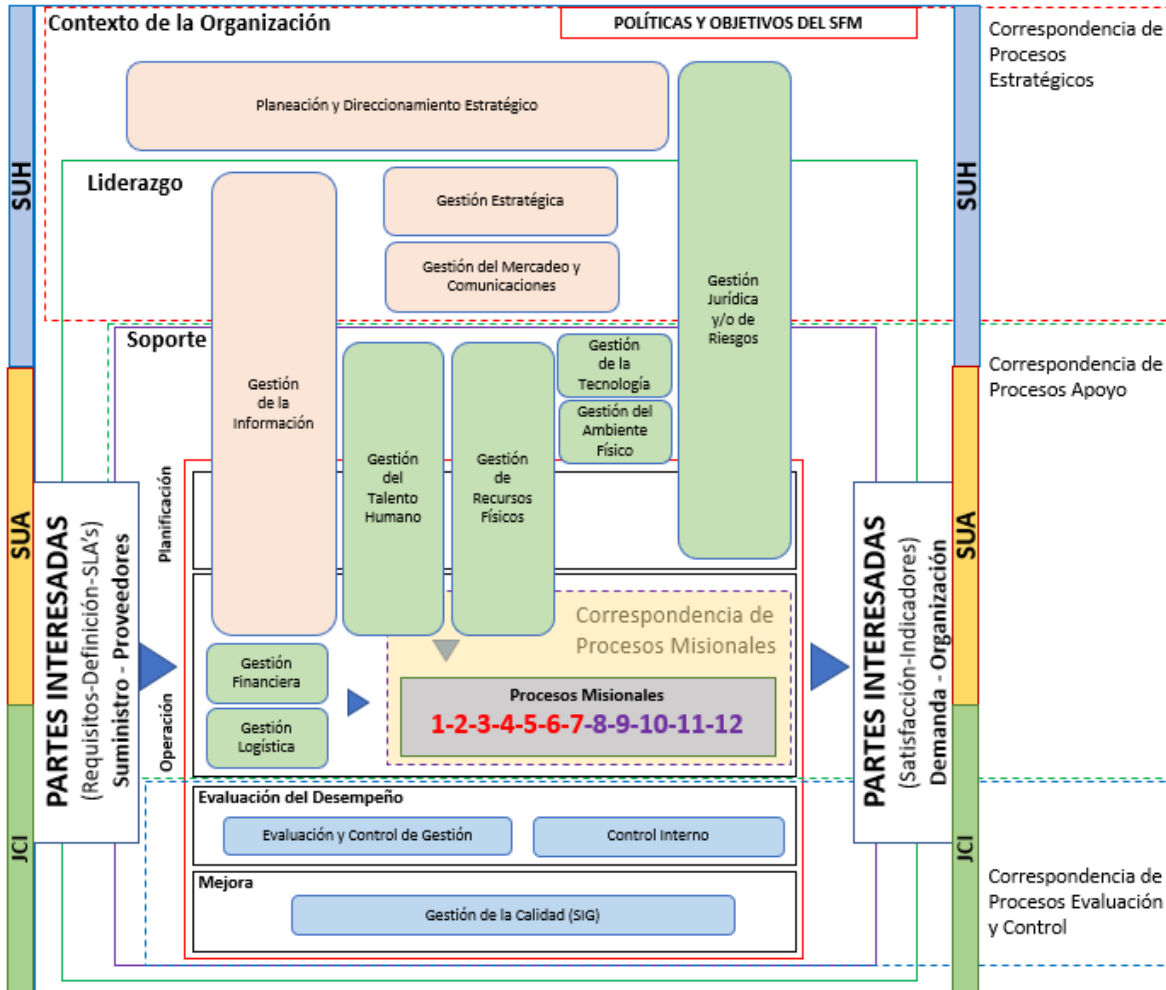 Contexto de la Organización
POLÍTICAS Y OBJETIVOS DEL SFM
Correspondencia de
Procesos
Estratégicos
Planeación y Direccionamiento Estratégico
SUH
SUH
Liderazgo
Gestión Estratégica
Gestión del Mercadeo y
Comunicaciones
Gestión
Jurídica
y/o de
Riesgos
Soporte
Gestión
de la
Tecnología
Correspondencia de
Procesos Apoyo
Gestión
de la
Información
Gestión del
Ambiente
Físico
Gestión
del
Talento
Humano
Gestión
de
Recursos
Físicos
Planificación
SUA
SUA
PARTES INTERESADAS
(Requisitos-Definición-SLA's)
Suministro - Proveedores
PARTES INTERESADAS
(Satisfacción-Indicadores)
Demanda - Organización
Correspondencia de
Procesos Misionales
Gestión
Financiera
Procesos Misionales
1-2-3-4-5-6-7-8-9-10-11-12
Gestión
Logística
Operación
JCI
JCI
Evaluación del Desempeño
Evaluación y Control de Gestión
Control Interno
Mejora
Gestión de la Calidad (SIG)
Correspondencia de
Procesos Evaluación
y Control